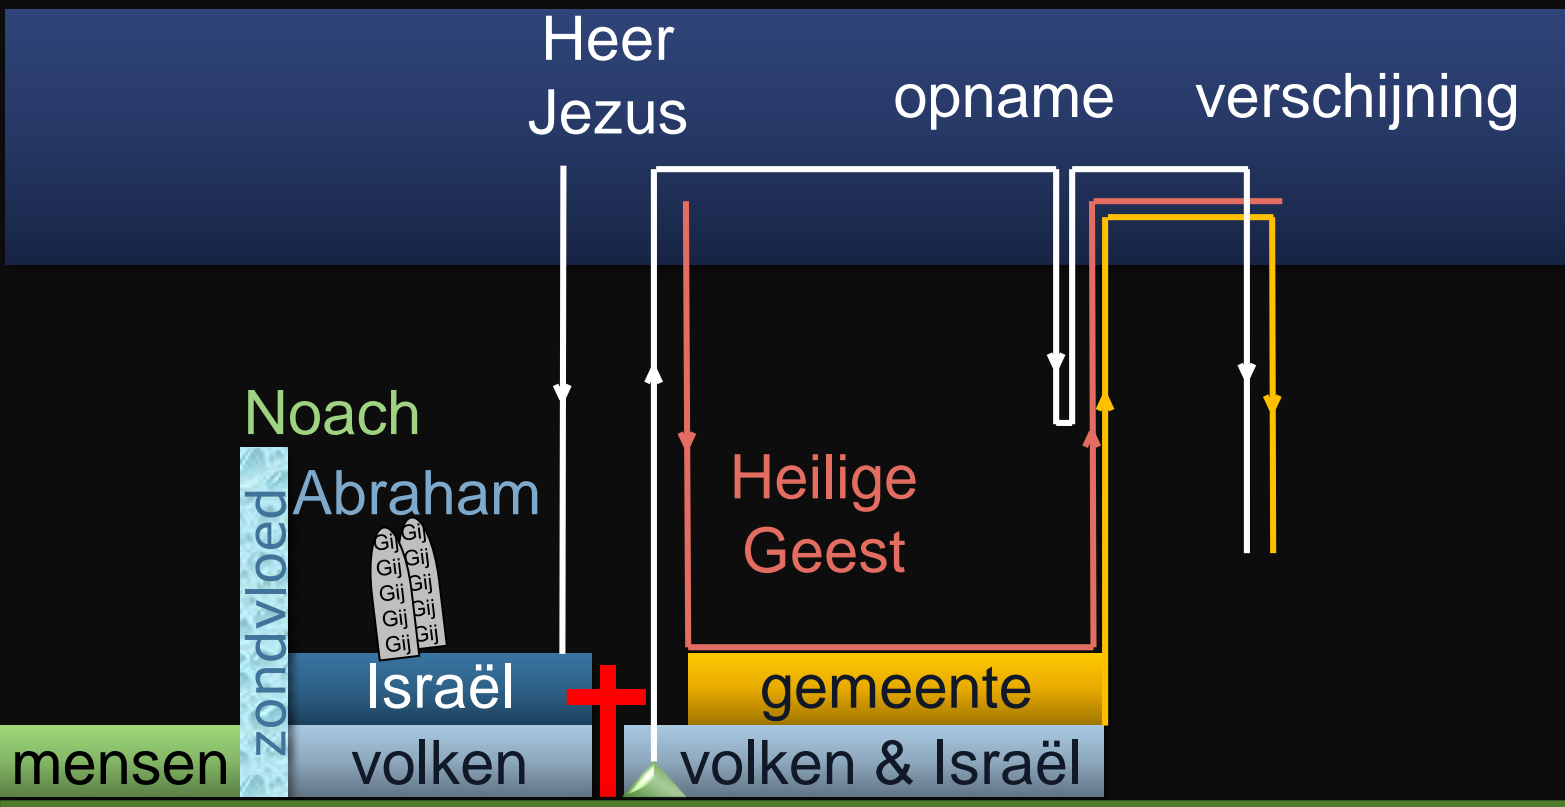 Heer
Jezus
opname
verschijning
Noach
Abraham
zondvloed
Gij
Gij
Gij
Gij
Gij
Gij
Gij
Gij
Gij
Gij
Heilige
Geest
Israël
gemeente
mensen
volken
volken & Israël